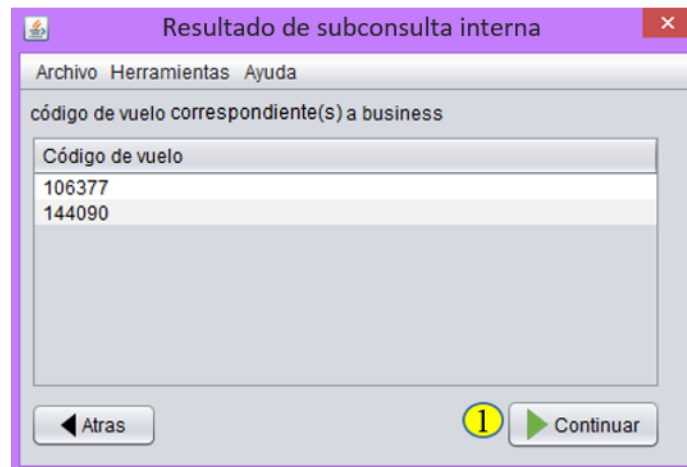 Resultado de subconsulta interna
Archivo Herramientas Ayuda
código de vuelo correspondiente(s) a business
Código de vuelo
106377
144090
Atras
1
Continuar